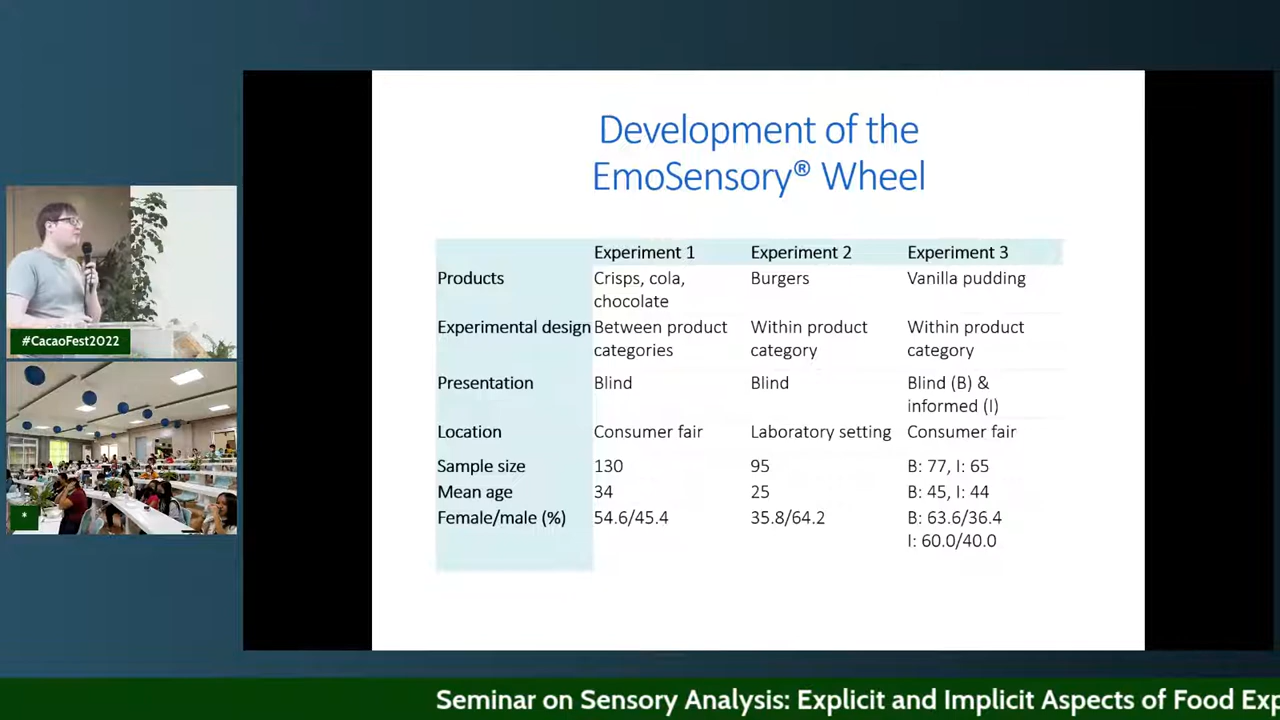 Development of the
EmoSensory® Wheel
Experiment 1 Experiment 2 Experiment 3
Products Crisps, cola, Burgers Vanilla pudding
chocolate
Experimental design Between product Within product Within product
categories category category
Presentation Blind Blind Blind (B) &
informed (I)
Location Consumer fair Laboratory setting Consumer fair
Sample size 130 95 B: 77, I: 65
Mean age 34 25 B: 45, I: 44
Female/male (%) 54.6/45.4 35.8/64.2 B: 63.6/36.4
I: 60.0/40.0
#CacaoFest2022
Seminar on Sensory Analysis: Explicit and Implicit Aspects of Food Exp